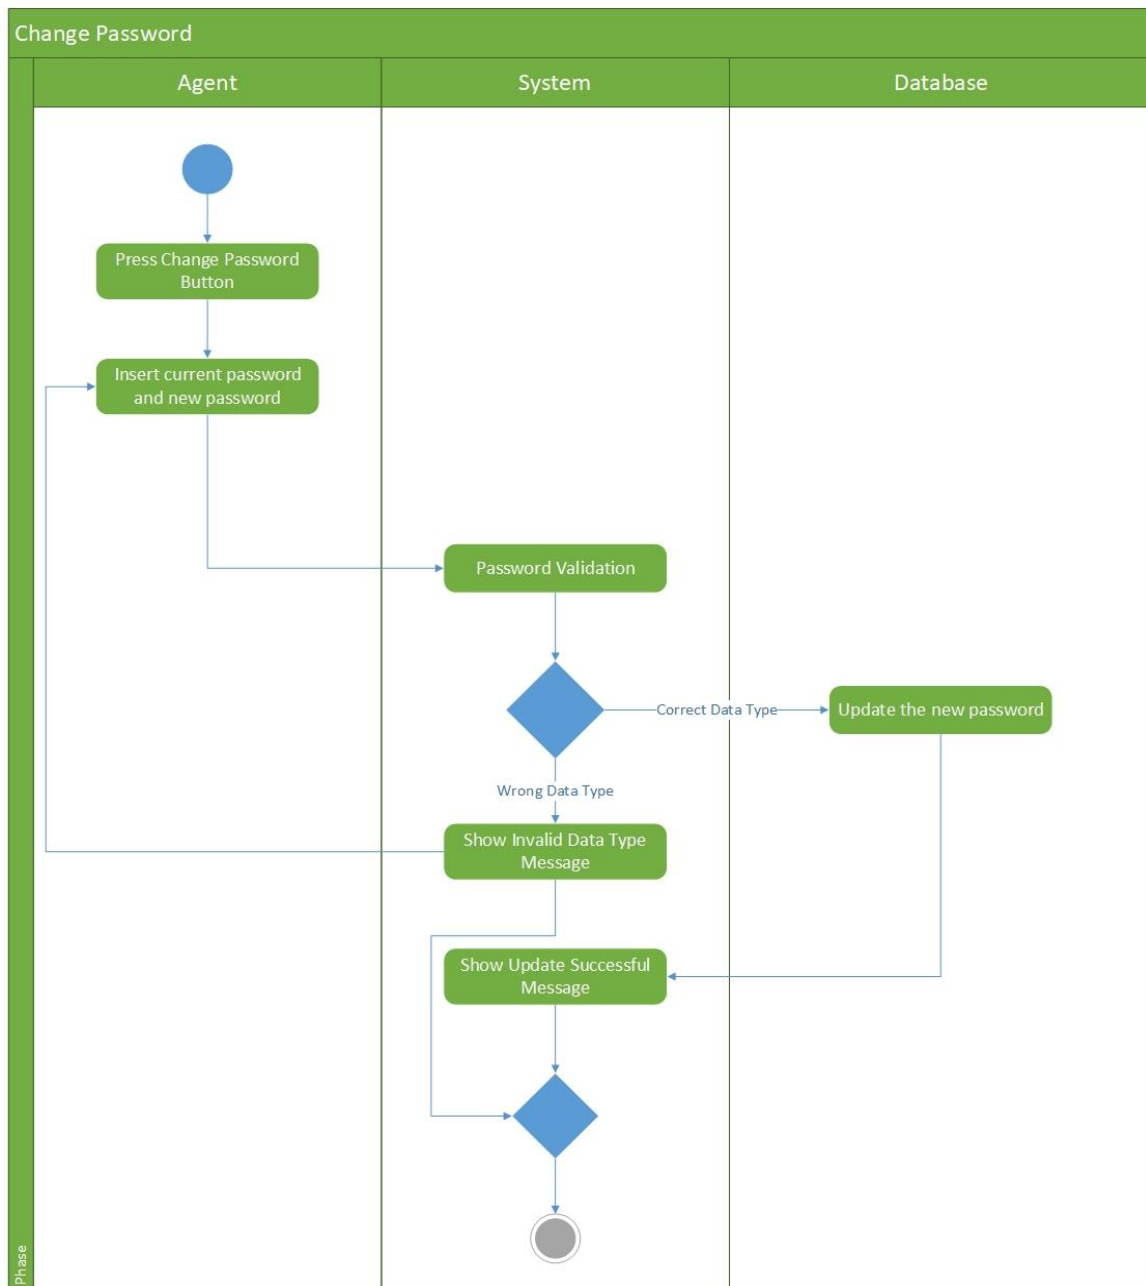 Change Password
Agent
System
Database
Press Change Password
Button
Insert current password
and new password
Password Validation
Correct Data Type
Update the new password
Wrong Data Type
Show Invalid Data Type
Message
Show Update Successful
Message
Phase